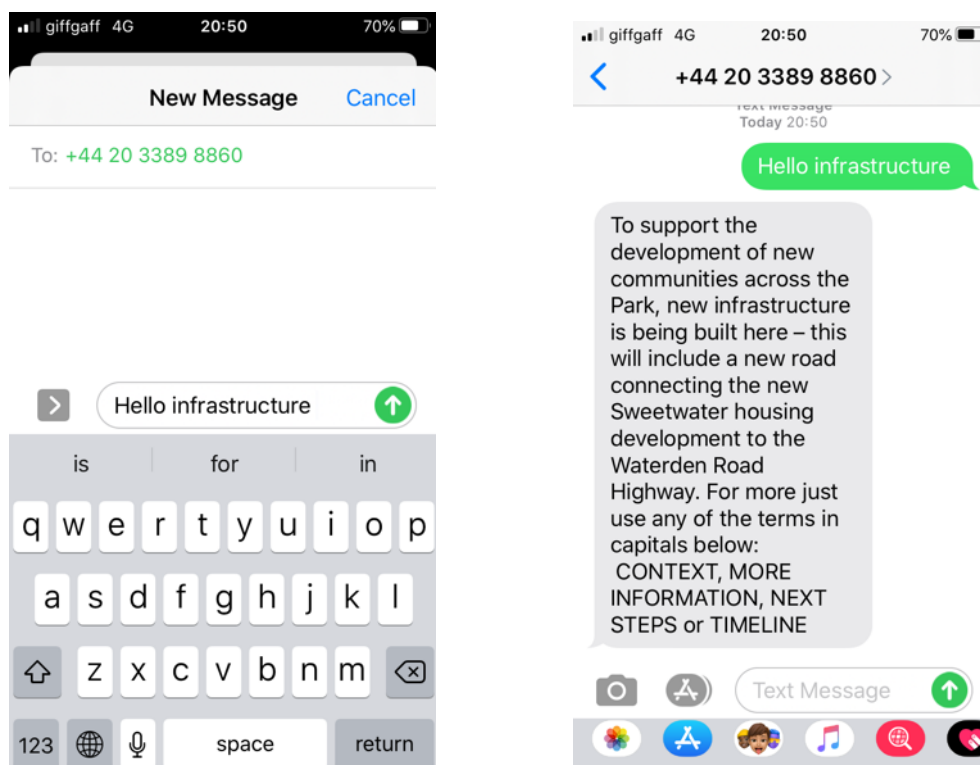 giffgaff 4G 20:50 70%
New Message Cancel
To: +44 20 3389 8860
Hello infrastructure
is for in
q w e r t y u i o p
a s d f g h j k l
z x c v b n m
123 space return
giffgaff 4G 20:50 70%
+44 20 3389 8860
Text Message
Today 20:50
Hello infrastructure
To support the
development of new
communities across the
Park, new infrastructure
is being built here – this
will include a new road
connecting the new
Sweetwater housing
development to the
Waterden Road
Highway. For more just
use any of the terms in
capitals below:
CONTEXT, MORE
INFORMATION, NEXT
STEPS or TIMELINE
Text Message